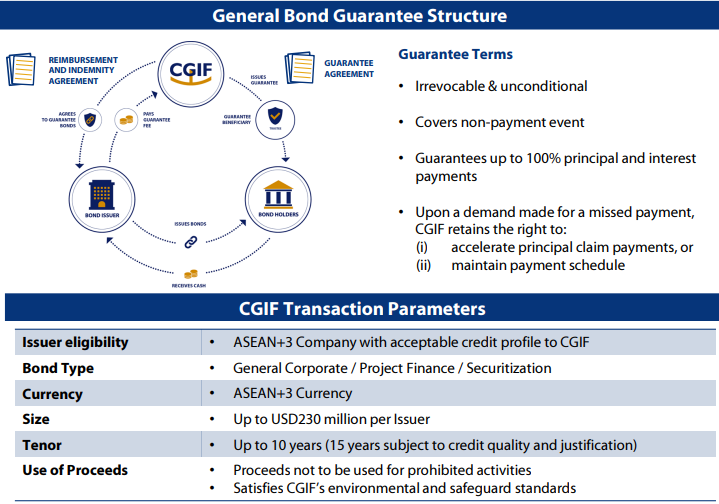 General Bond Guarantee Structure
REIMBURSEMENT
AND INDEMNITY
AGREEMENT
CGIF
GUARANTEE
AGREEMENT
ISSUES
GUARANTEE
AGREES
TO GUARANTEE
BONDS
PAYS
GUARANTEE
FEE
GUARANTEE
BENEFICIARY
TRUSTEE
BOND ISSUER
BOND HOLDERS
ISSUES BONDS
RECEIVES CASH
Guarantee Terms
• Irrevocable & unconditional
• Covers non-payment event
• Guarantees up to 100% principal and interest
payments
• Upon a demand made for a missed payment,
CGIF retains the right to:
(i) accelerate principal claim payments, or
(ii) maintain payment schedule
CGIF Transaction Parameters
Issuer eligibility • ASEAN+3 Company with acceptable credit profile to CGIF
Bond Type • General Corporate / Project Finance / Securitization
Currency • ASEAN+3 Currency
Size • Up to USD230 million per Issuer
Tenor • Up to 10 years (15 years subject to credit quality and justification)
Use of Proceeds • Proceeds not to be used for prohibited activities
• Satisfies CGIF's environmental and safeguard standards